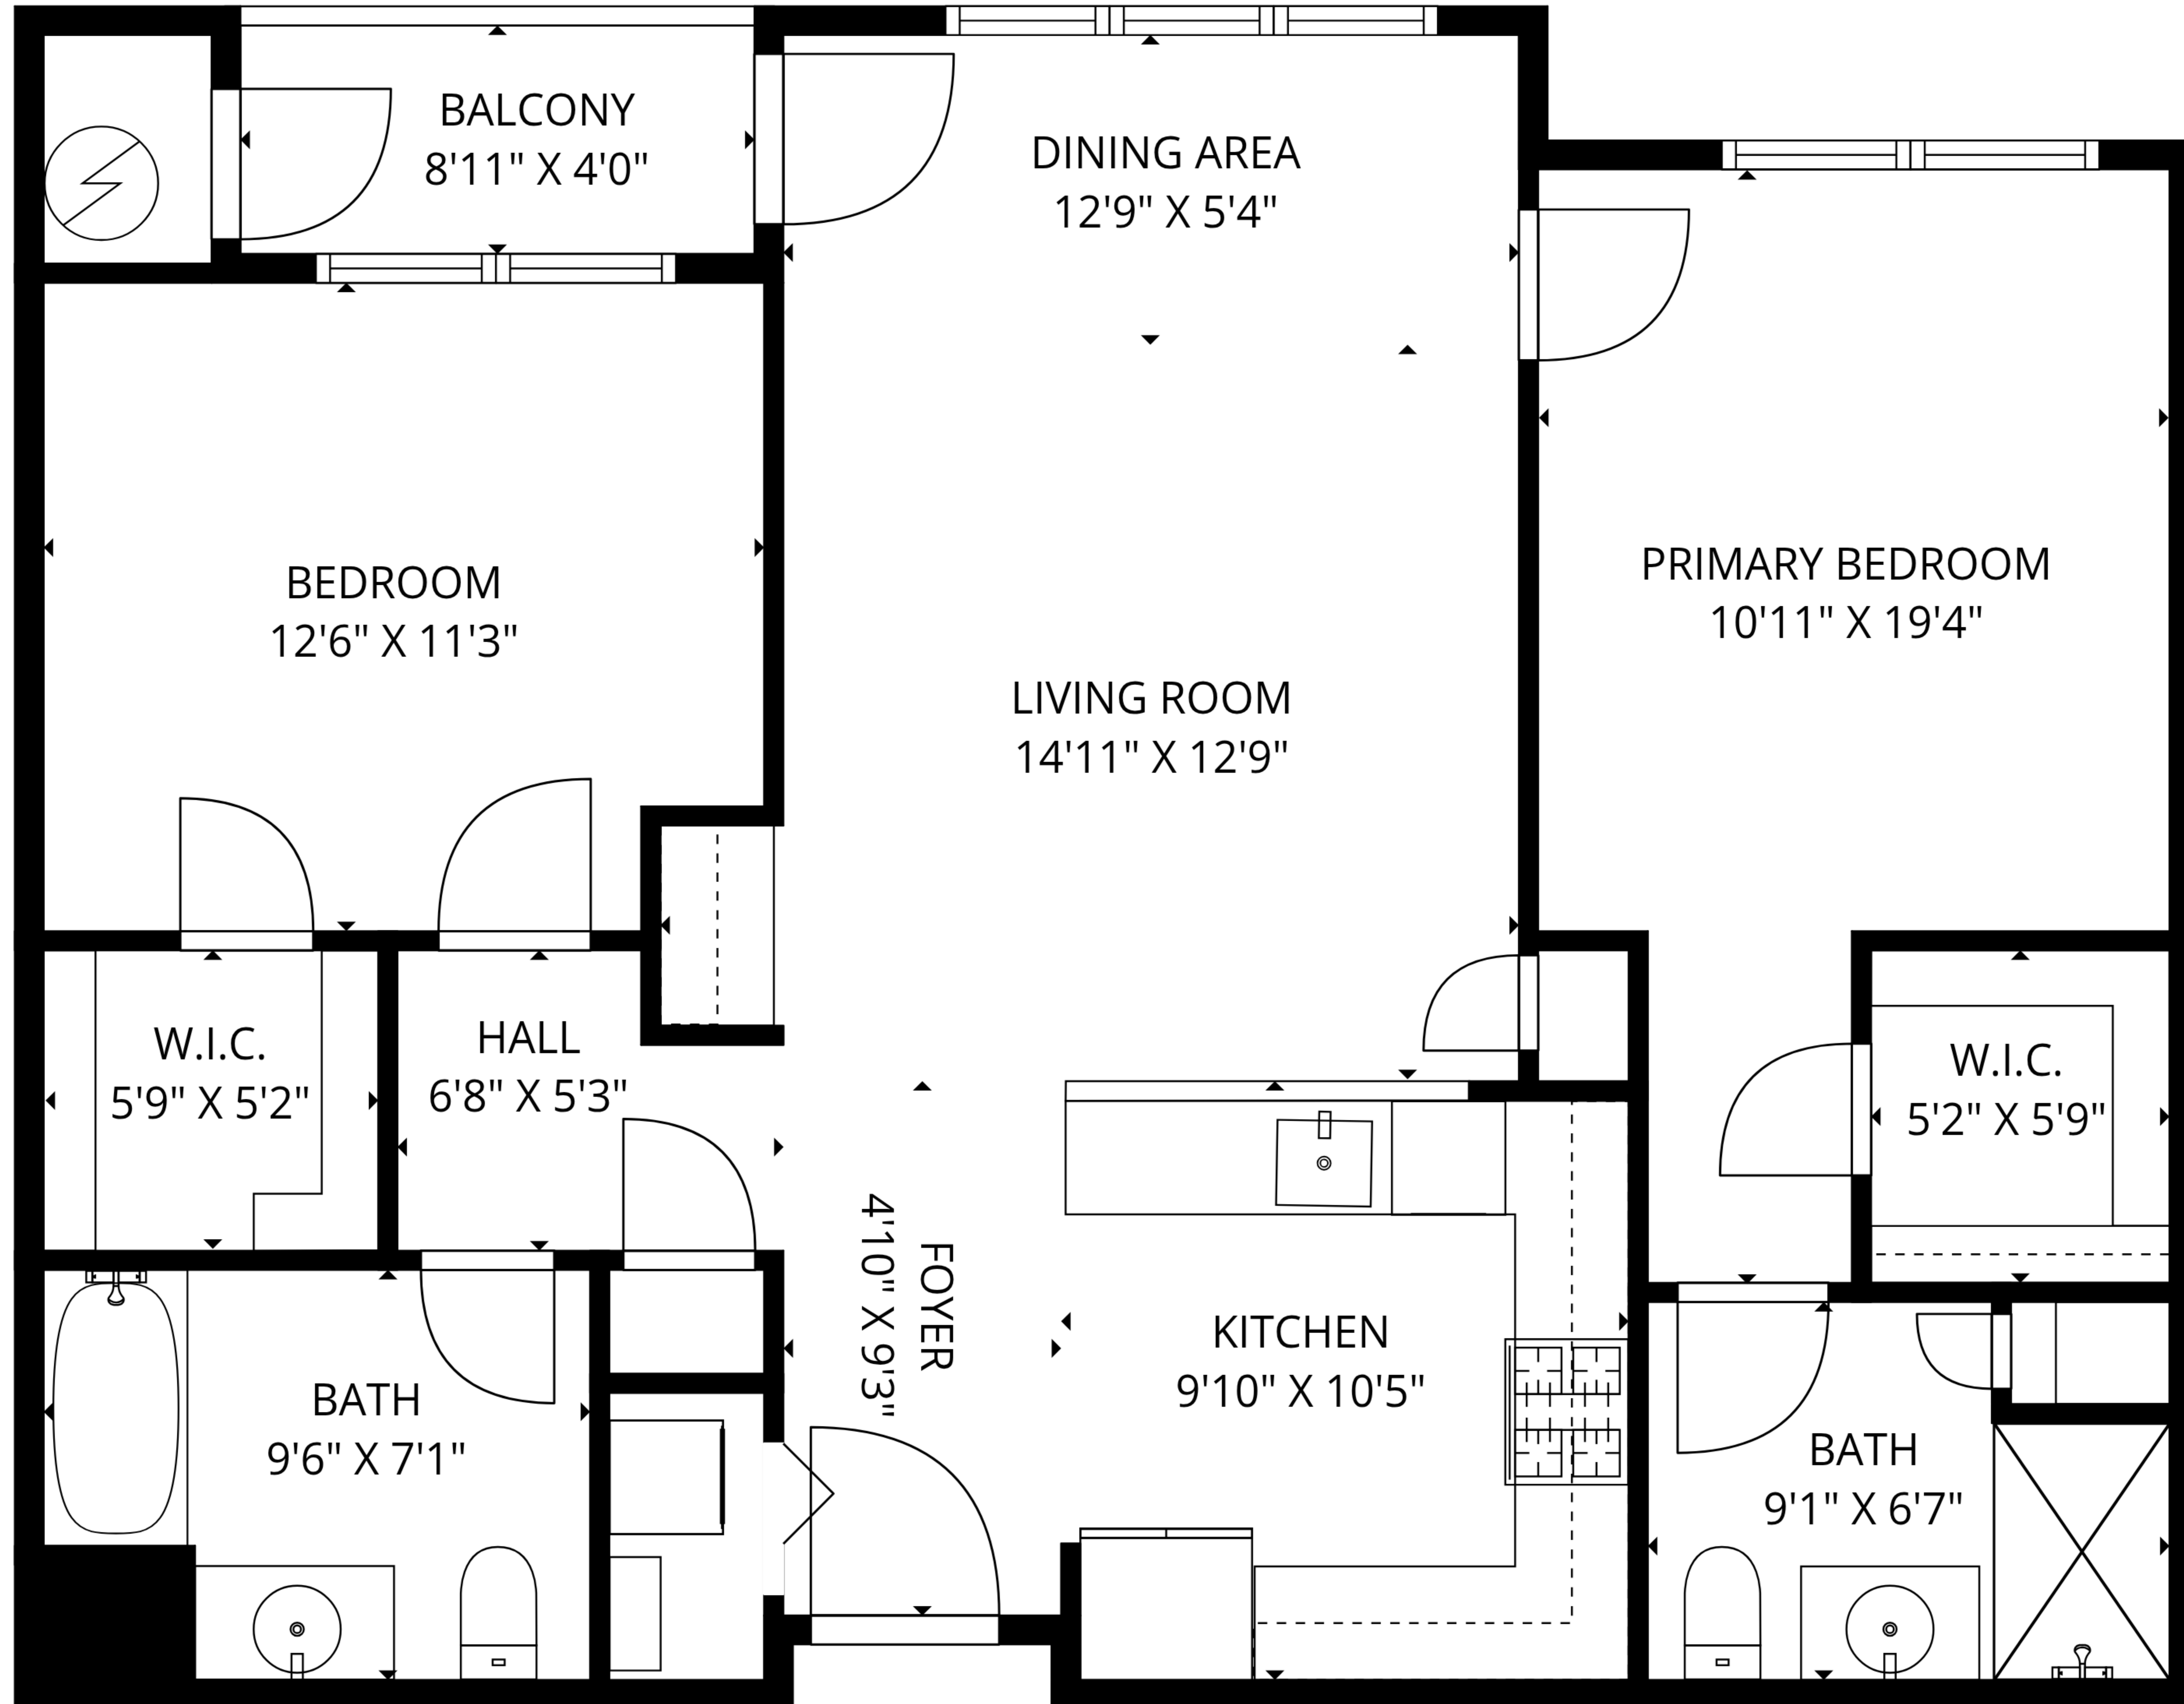 BALCONY
8'11" X 4'0"
DINING AREA
12'9" X 5'4"
BEDROOM
12'6" X 11'3"
PRIMARY BEDROOM
10'11" X 19'4"
LIVING ROOM
14'11" X 12'9"
W.I.C.
5'9" X 5'2"
HALL
6'8" X 5'3"
W.I.C.
5'2" X 5'9"
FOYER
4'10" X 9'3"
KITCHEN
9'10" X 10'5"
BATH
9'6" X 7'1"
BATH
9'1" X 6'7"